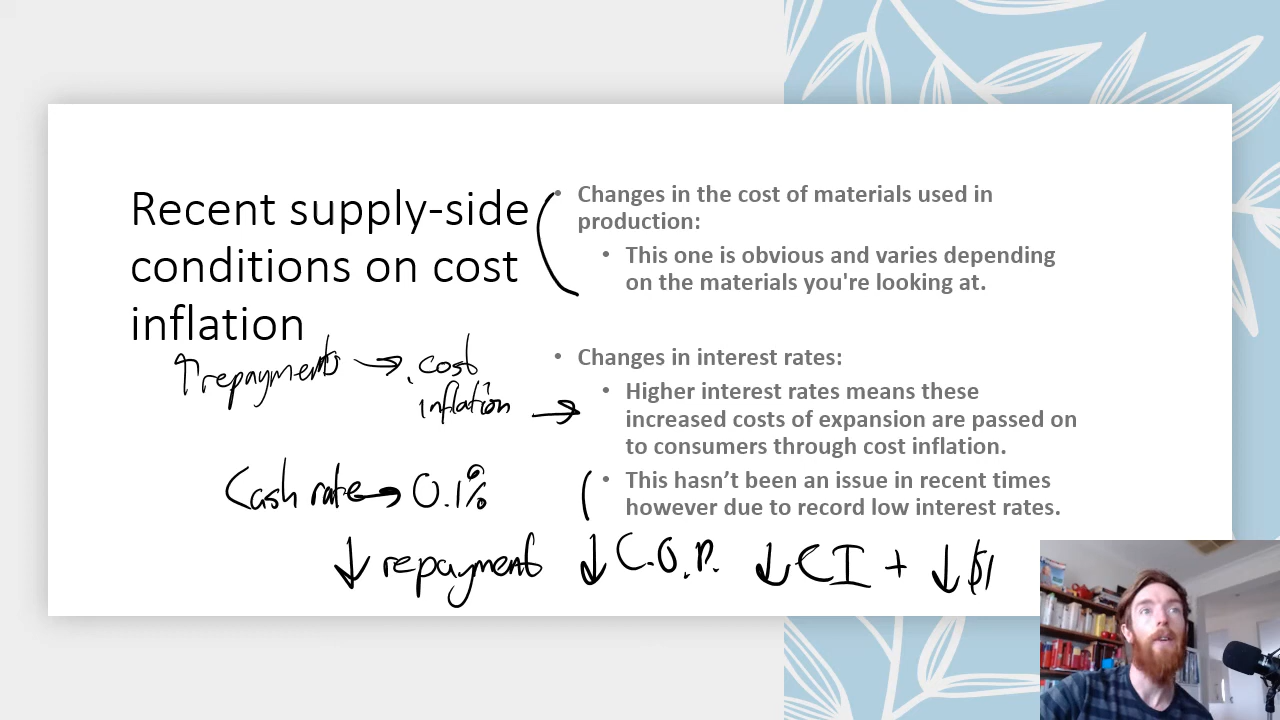 Recent supply-side
conditions on cost
inflation
• Changes in the cost of materials used in
production:
• This one is obvious and varies depending
on the materials you're looking at.
• Changes in interest rates:
• Higher interest rates means these
increased costs of expansion are passed on
to consumers through cost inflation.
• This hasn’t been an issue in recent times
however due to record low interest rates.
↑ repayments → cost
inflation →
Cash rate → 0.1%
↓ repayment ↓ C.O.P. ↓ CI + ↓